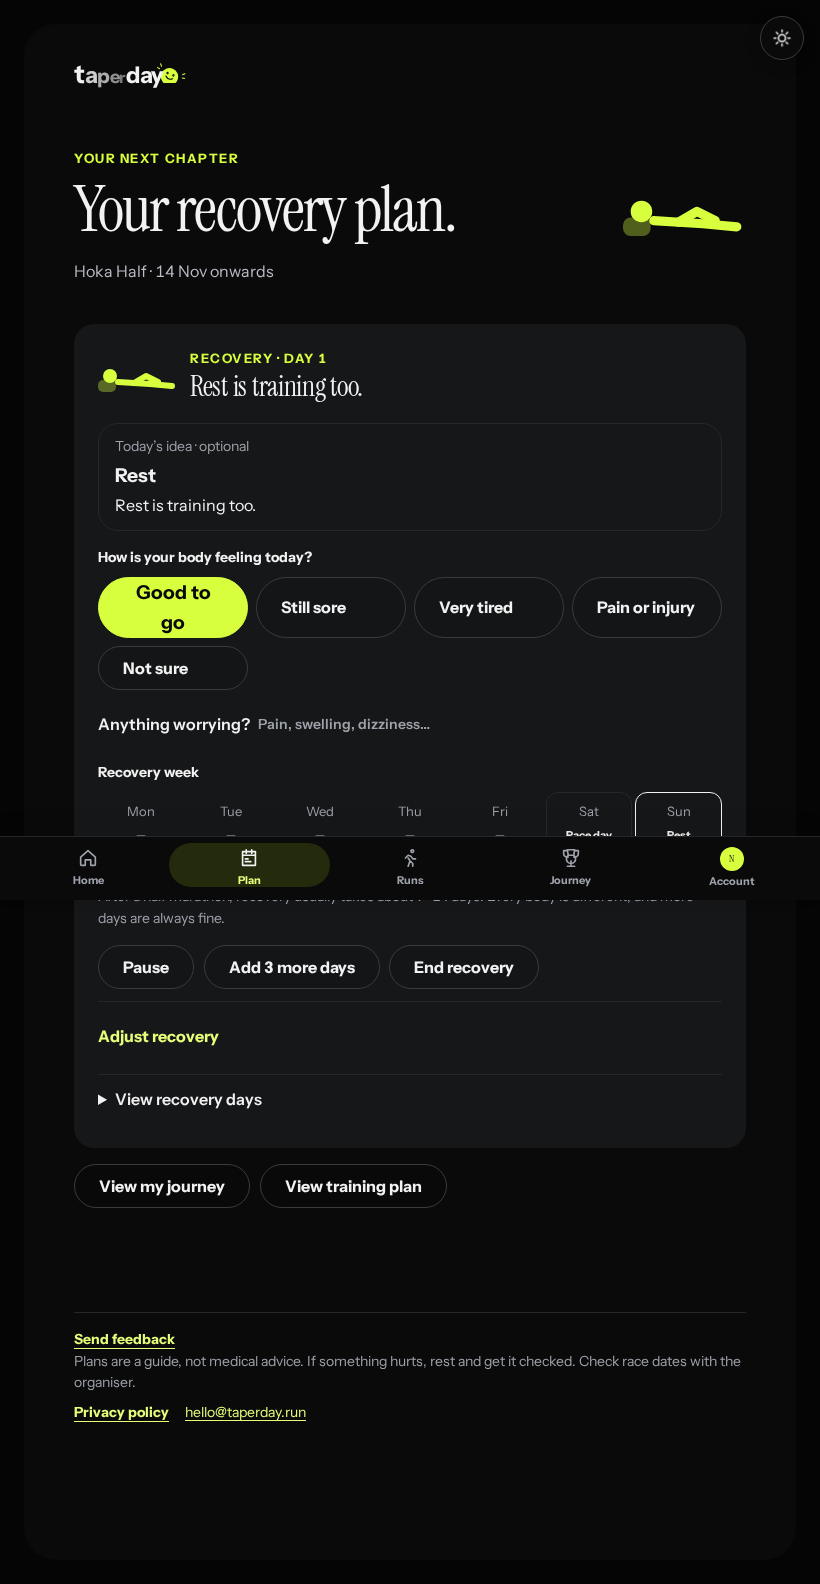 taperday
YOUR NEXT CHAPTER
Your recovery plan.
Hoka Half · 14 Nov onwards
RECOVERY · DAY 1
Rest is training too.
Today's idea · optional
Rest
Rest is training too.
How is your body feeling today?
Good to
go
Still sore
Very tired
Pain or injury
Not sure
Anything worrying? Pain, swelling, dizziness…
Recovery week
Mon Tue Wed Thu Fri Sat Sun
Race day Rest
Home Plan Runs Journey N Account
days are always fine.
Pause Add 3 more days End recovery
Adjust recovery
View recovery days
View my journey View training plan
Send feedback
Plans are a guide, not medical advice. If something hurts, rest and get it checked. Check race dates with the
organiser.
Privacy policy hello@taperday.run